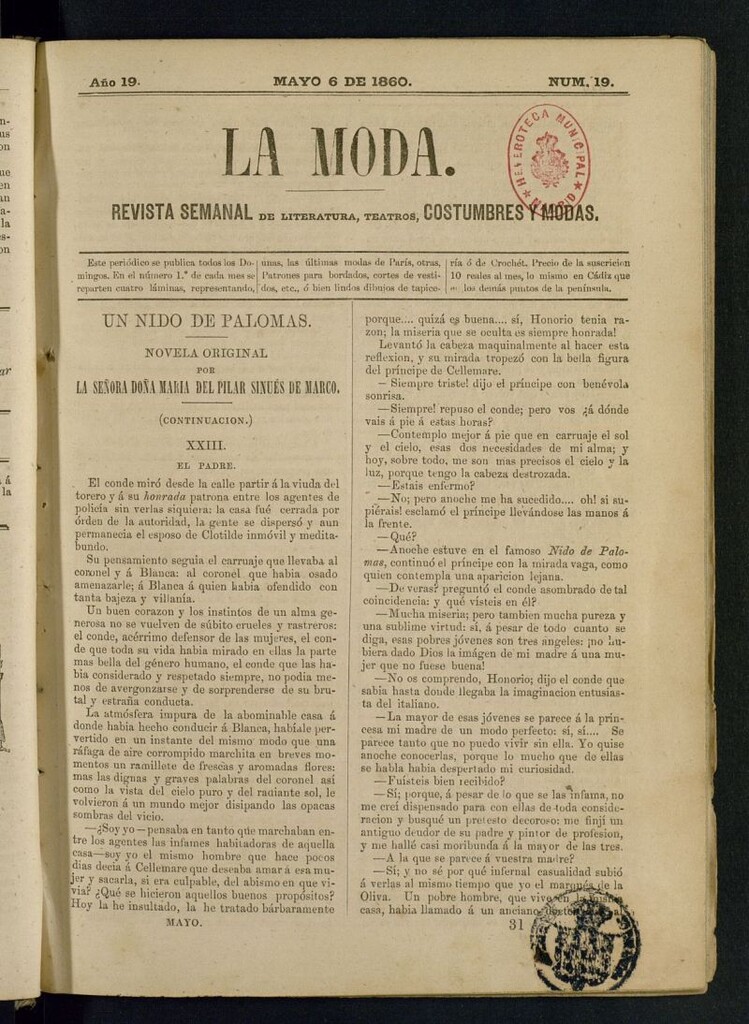 Año 19.
MAYO 6 DE 1860.
NUM. 19.
LA MODA.
HEMEROTECA MUNICIPAL
MADRID
REVISTA SEMANAL DE LITERATURA, TEATROS, COSTUMBRES Y MODAS.
Este periódico se publica todos los Do-
mingos. En el número 1.º de cada mes se
reparten cuatro láminas, representando,
unas, las últimas modas de París, otras,
Patrones para bordados, cortes de vesti-
dos, etc., ó bien lindos dibujos de tapice-
ría ó de Crochét. Precio de la suscricion
10 reales al mes, lo mismo en Cádiz que
en los demás puntos de la península.
UN NIDO DE PALOMAS.
NOVELA ORIGINAL
POR
LA SEÑORA DOÑA MARIA DEL PILAR SINUÉS DE MARCO.
(CONTINUACION.)
XXIII.
EL PADRE.
El conde miró desde la calle partir á la viuda del
torero y á su honrada patrona entre los agentes de
policía sin verlas siquiera: la casa fué cerrada por
órden de la autoridad, la gente se dispersó y aun
permanecia el esposo de Clotilde inmóvil y medita-
bundo.
Su pensamiento seguia el carruaje que llevaba al
coronel y á Blanca: al coronel que habia osado
amenazarle; á Blanca á quien habia ofendido con
tanta bajeza y villanía.
Un buen corazon y los instintos de un alma ge-
nerosa no se vuelven de súbito crueles y rastreros:
el conde, acérrimo defensor de las mujeres, el con-
de que toda su vida habia mirado en ellas la parte
mas bella del género humano, el conde que las ha-
bia considerado y respetado siempre, no podia me-
nos de avergonzarse y de sorprenderse de su bru-
tal y estraña conducta.
La atmósfera impura de la abominable casa á
donde habia hecho conducir á Blanca, habíale per-
vertido en un instante del mismo modo que una
ráfaga de aire corrompido marchita en breves mo-
mentos un ramillete de frescas y aromadas flores:
mas las dignas y graves palabras del coronel así
como la vista del cielo puro y del radiante sol, le
volvieron á un mundo mejor disipando las opacas
sombras del vicio.
—¿Soy yo—pensaba en tanto que marchaban en-
tre los agentes las infames habitadoras de aquella
casa—soy yo el mismo hombre que hace pocos
dias decia á Cellemare que deseaba amar á esa mu-
jer y sacarla, si era culpable, del abismo en que vi-
via? ¿Qué se hicieron aquellos buenos propósitos?
Hoy la he insultado, la he tratado bárbaramente
MAYO.
porque.... quizá es buena.... sí, Honorio tenia ra-
zon; la miseria que se oculta es siempre honrada!
Levantó la cabeza maquinalmente al hacer esta
reflexion, y su mirada tropezó con la bella figura
del príncipe de Cellemare.
—Siempre triste! dijo el príncipe con benévola
sonrisa.
—Siempre! repuso el conde; pero vos ¿á dónde
vais á pie á estas horas?
—Contemplo mejor á pie que en carruaje el sol
y el cielo, esas dos necesidades de mi alma; y
hoy, sobre todo, me son mas precisos el cielo y la
luz, porque tengo la cabeza destrozada.
—Estais enfermo?
—No; pero anoche me ha sucedido.... oh! si su-
piérais! esclamó el príncipe llevándose las manos á
la frente.
—Qué?
—Anoche estuve en el famoso Nido de Palo-
mas, continuó el príncipe con la mirada vaga, como
quien contempla una aparicion lejana.
—De veras? preguntó el conde asombrado de tal
coincidencia: y qué vísteis en él?
—Mucha miseria; pero tambien mucha pureza y
una sublime virtud: sí, á pesar de todo cuanto se
diga, esas pobres jóvenes son tres angeles: ¡no hu-
biera dado Dios la imágen de mi madre á una mu-
jer que no fuese buena!
—No os comprendo, Honorio; dijo el conde que
sabia hasta donde llegaba la imaginacion entusias-
ta del italiano.
—La mayor de esas jóvenes se parece á la prin-
cesa mi madre de un modo perfecto: sí, sí.... Se
parece tanto que no puedo vivir sin ella. Yo quise
anoche conocerlas, porque lo mucho que de ellas
se habla habia despertado mi curiosidad.
—Fuísteis bien recibido?
—Sí; porque, á pesar de lo que se las infama, no
me creí dispensado para con ellas de toda conside-
racion y busqué un pretesto decoroso: me finjí un
antiguo deudor de su padre y pintor de profesion,
y me hallé casi moribunda á la mayor de las tres.
—A la que se parece á vuestra madre?
—Sí; y no sé por qué infernal casualidad subió
á verlas al mismo tiempo que yo el marqués de la
Oliva. Un pobre hombre, que vive en la misma
casa, habia llamado á un anciano
31